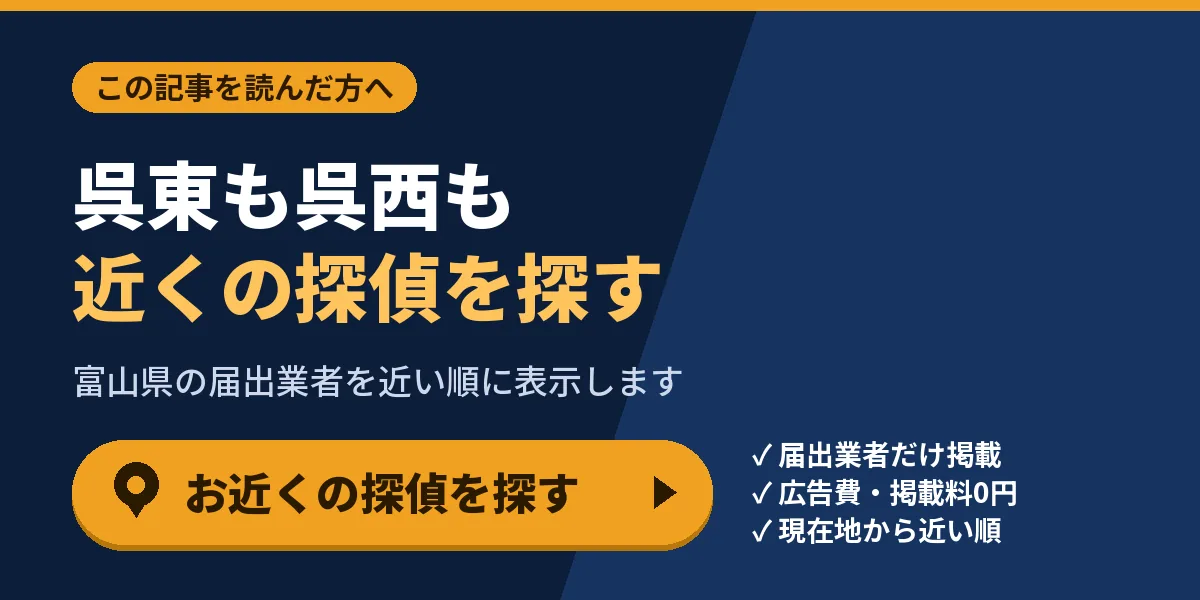 この記事を読んだ方へ
呉東も呉西も
近くの探偵を探す
富山県の届出業者を近い順に表示します
お近くの探偵を探す
✓届出業者だけ掲載
✓広告費・掲載料0円
✓現在地から近い順